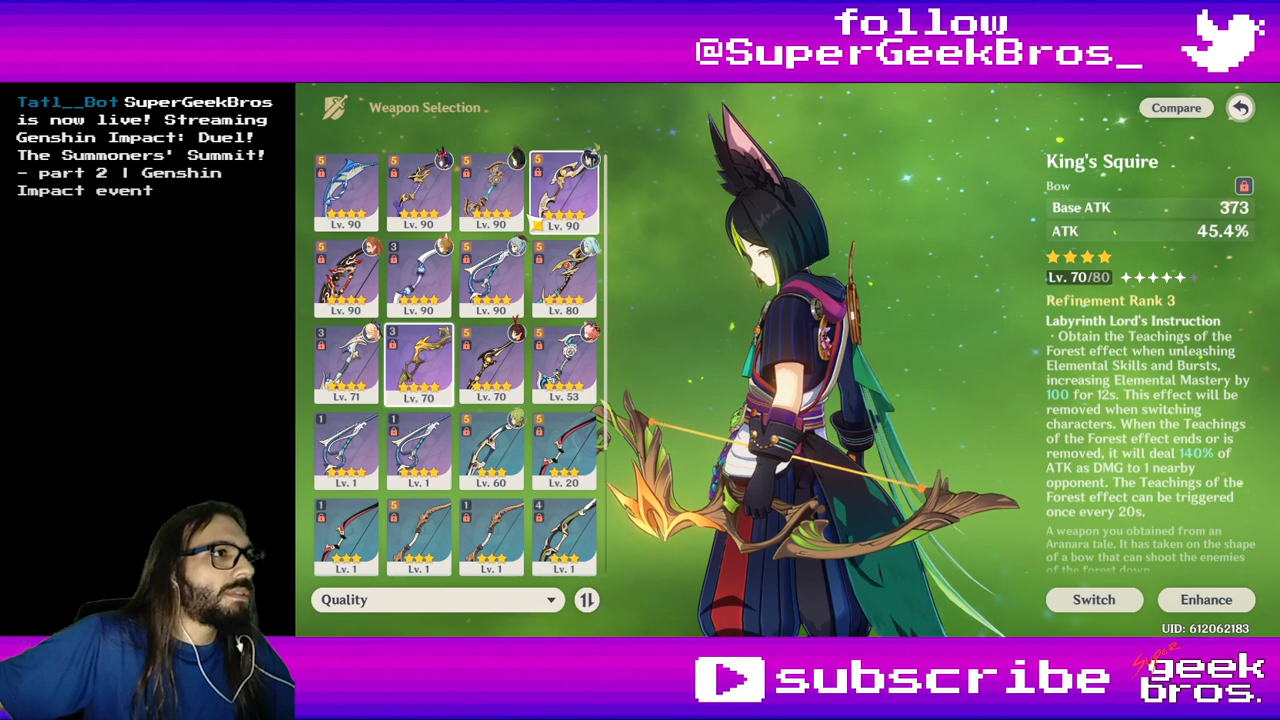 follow
@SuperGeekBros_
Tatl__Bot SuperGeekBros
is now live! Streaming
Genshin Impact: Duel!
The Summoners' Summit!
- part 2 | Genshin
Impact event
Weapon Selection
Compare
5 5 5 5
Lv. 90 Lv. 90 Lv. 90 Lv. 90
5 3 5 5
Lv. 90 Lv. 90 Lv. 90 Lv. 80
3 3 5 5
Lv. 71 Lv. 70 Lv. 70 Lv. 53
1 1 5 5
Lv. 1 Lv. 1 Lv. 60 Lv. 20
1 5 1 4
Lv. 1 Lv. 1 Lv. 1 Lv. 1
Quality
King's Squire
Bow
Base ATK 373
ATK 45.4%
Lv. 70/80
Refinement Rank 3
Labyrinth Lord's Instruction
· Obtain the Teachings of the
Forest effect when unleashing
Elemental Skills and Bursts,
increasing Elemental Mastery by
100 for 12s. This effect will be
removed when switching
characters. When the Teachings
of the Forest effect ends or is
removed, it will deal 140% of
ATK as DMG to 1 nearby
opponent. The Teachings of the
Forest effect can be triggered
once every 20s.
A weapon you obtained from an
Aranara tale. It has taken on the shape
of a bow that can shoot the enemies
of the forest down.
Switch Enhance
UID: 612062183
subscribe
Super
geek
bros.